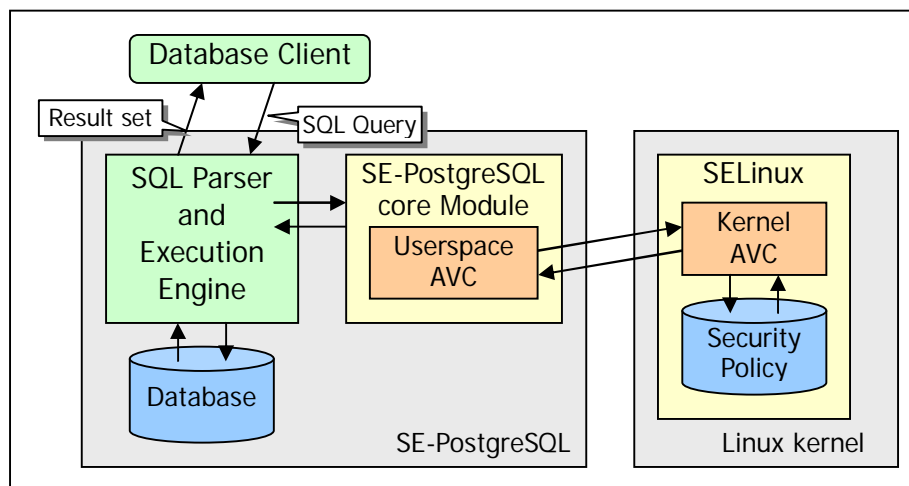 Database Client
Result set
SQL Query
SQL Parser
and
Execution
Engine
SE-PostgreSQL
core Module
Userspace
AVC
SELinux
Kernel
AVC
Security
Policy
Database
SE-PostgreSQL
Linux kernel